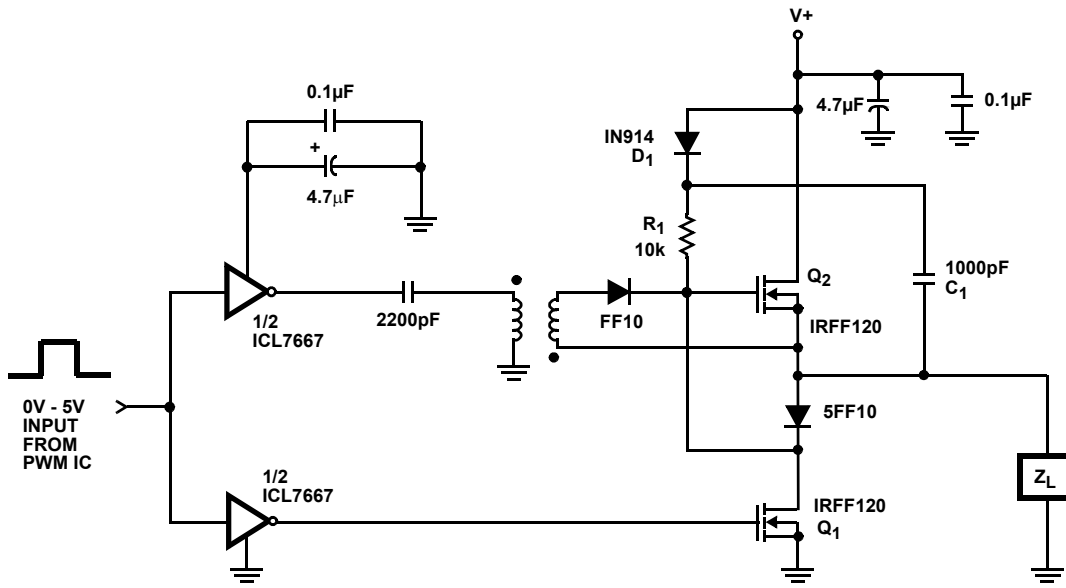 V+
0.1µF
+
4.7µF
4.7µF
0.1µF
IN914
D1
R1
10k
1000pF
C1
Q2
IRFF120
2200pF
FF10
1/2
ICL7667
0V - 5V
INPUT
FROM
PWM IC
5FF10
ZL
1/2
ICL7667
IRFF120
Q1